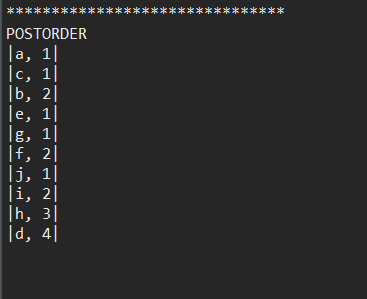 *******************************
POSTORDER
|a, 1|
|c, 1|
|b, 2|
|e, 1|
|g, 1|
|f, 2|
|j, 1|
|i, 2|
|h, 3|
|d, 4|